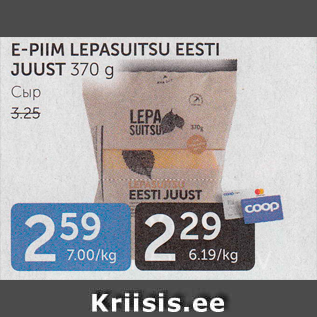 E-PIIM LEPASUITSU EESTI
JUUST 370 g
Сыр
3.25
LEPA
SUITSU
370g
LEPASUITSU
EESTI JUUST
2 59
7.00/kg
2 29
6.19/kg
coop
Kriisis.ee